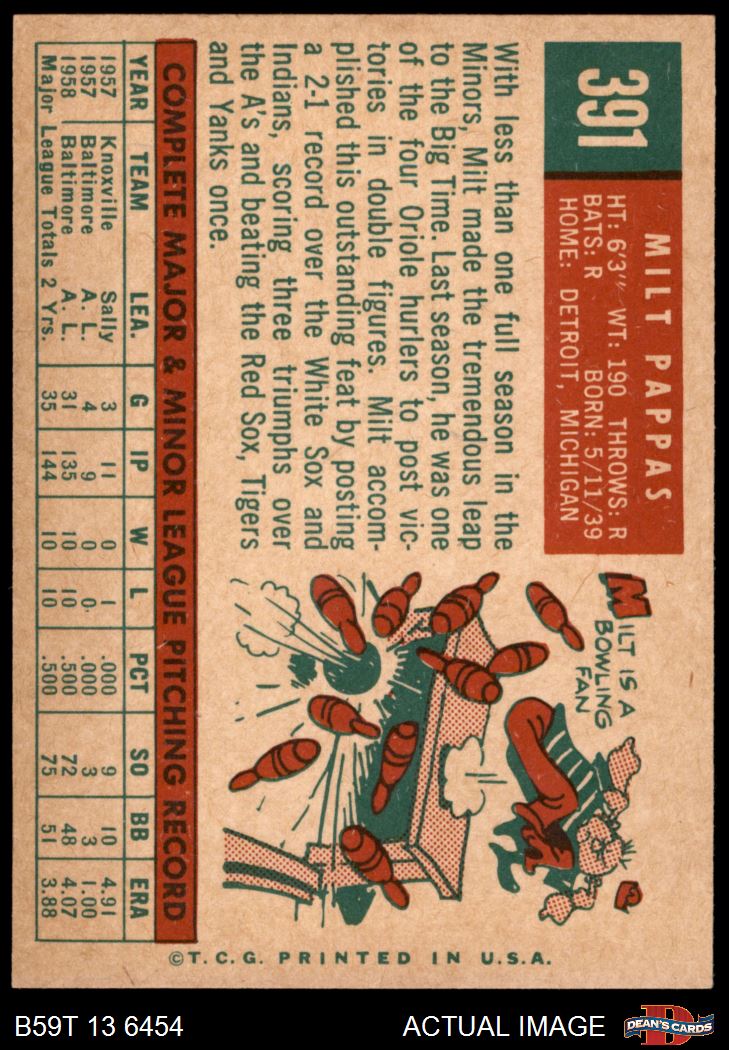 391
MILT PAPPAS
HT: 6'3" WT: 190 THROWS: R
BATS: R BORN: 5/11/39
HOME: DETROIT, MICHIGAN
With less than one full season in the
Minors, Milt made the tremendous leap
to the Big Time. Last season, he was one
of the four Oriole hurlers to post vic-
tories in double figures. Milt accom-
plished this outstanding feat by posting
a 2-1 record over the White Sox and
Indians, scoring three triumphs over
the A's and beating the Red Sox, Tigers
and Yanks once.
MILT IS A
BOWLING
FAN
COMPLETE MAJOR & MINOR LEAGUE PITCHING RECORD
YEAR TEAM LEA. G IP W L PCT SO BB ERA
1957 Knoxville Sally 3 11 0 1 .000 9 10 4.91
1957 Baltimore A. L. 4 9 0 0 .000 3 3 1.00
1958 Baltimore A. L. 31 135 10 10 .500 72 48 4.07
Major League Totals 2 Yrs. 35 144 10 10 .500 75 51 3.88
©T.C.G. PRINTED IN U.S.A.
B59T 13 6454
ACTUAL IMAGE
DEAN'S CARDS